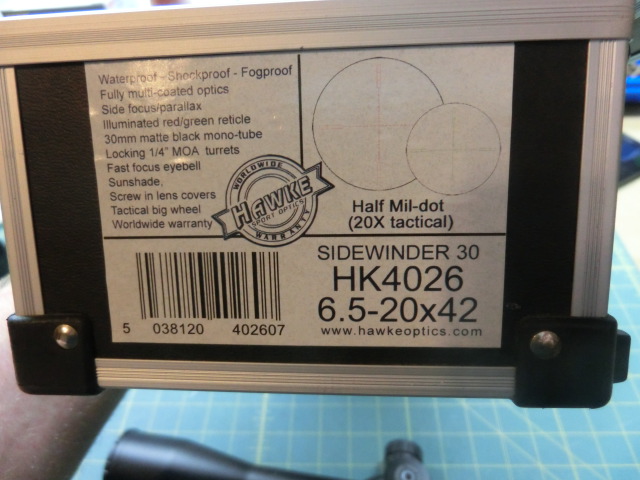 Waterproof - Shockproof - Fogproof
Fully multi-coated optics
Side focus/parallax
Illuminated red/green reticle
30mm matte black mono-tube
Locking 1/4" MOA turrets
Fast focus eyebell
Sunshade,
Screw in lens covers
Tactical big wheel
Worldwide warranty
WORLDWIDE
HAWKE
SPORT OPTICS
WARRANTY
Half Mil-dot
(20X tactical)
SIDEWINDER 30
HK4026
6.5-20x42
www.hawkeoptics.com
5 038120 402607